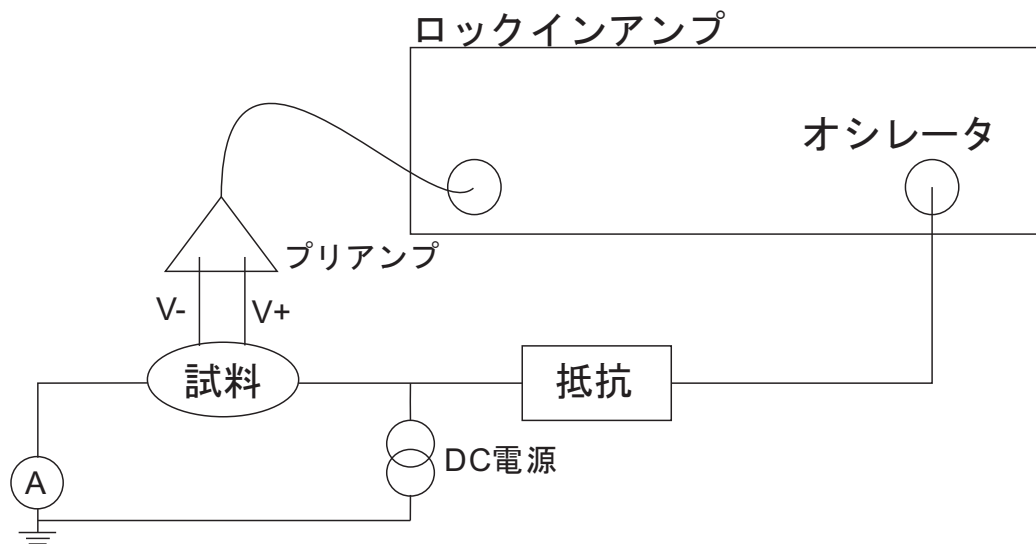 ロックインアンプ
オシレータ
プリアンプ
V-
V+
試料
抵抗
DC電源
A